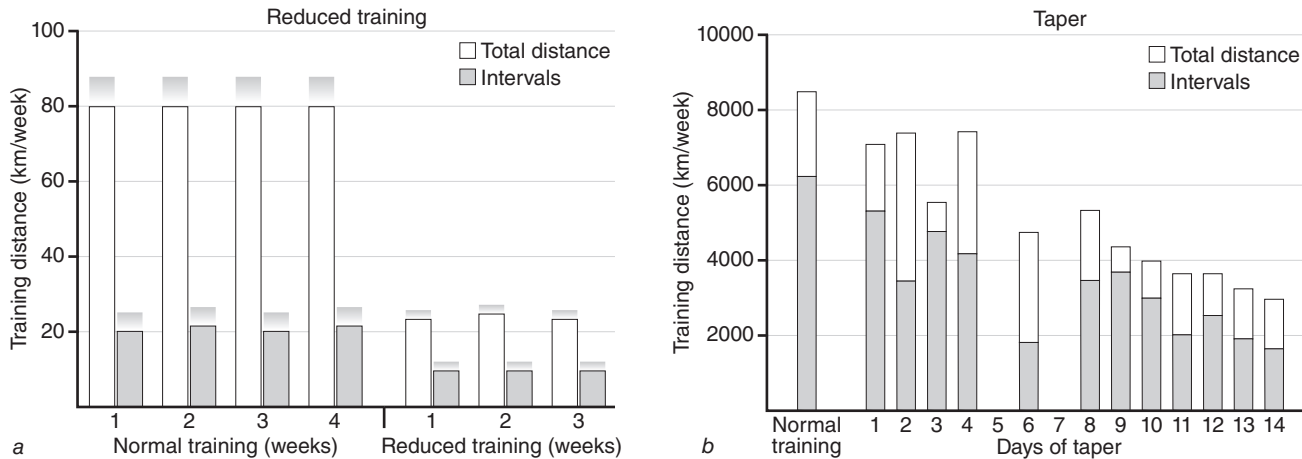 Reduced training
100
80
60
40
20
Training distance (km/week)
Total distance
Intervals
1 2 3 4 1 2 3
Normal training (weeks) Reduced training (weeks)
a
Taper
10000
8000
6000
4000
2000
Training distance (km/week)
Total distance
Intervals
Normal training
1 2 3 4 5 6 7 8 9 10 11 12 13 14
Days of taper
b